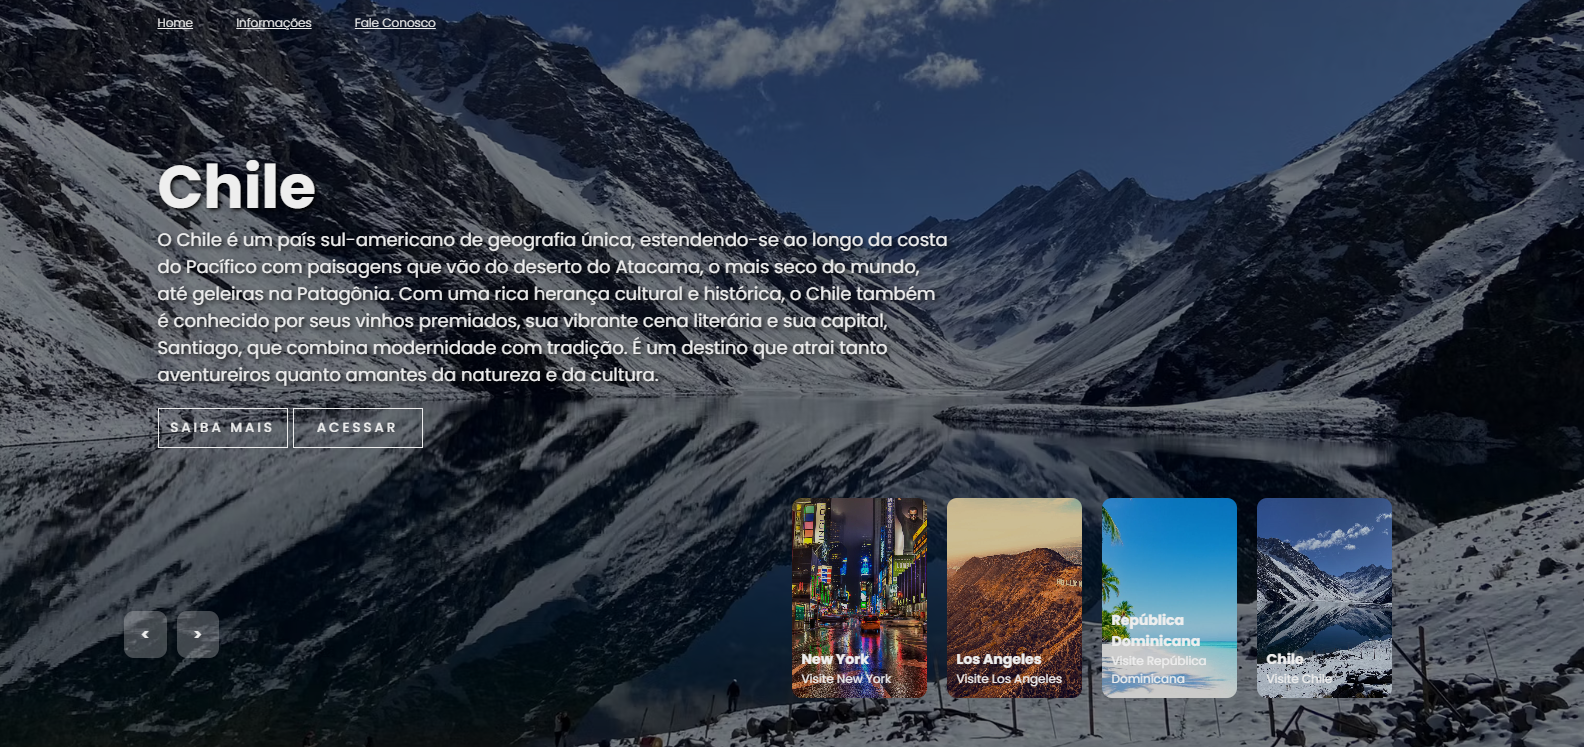 Home Informações Fale Conosco
Chile
O Chile é um país sul-americano de geografia única, estendendo-se ao longo da costa
do Pacífico com paisagens que vão do deserto do Atacama, o mais seco do mundo,
até geleiras na Patagônia. Com uma rica herança cultural e histórica, o Chile também
é conhecido por seus vinhos premiados, sua vibrante cena literária e sua capital,
Santiago, que combina modernidade com tradição. É um destino que atrai tanto
aventureiros quanto amantes da natureza e da cultura.
SAIBA MAIS ACESSAR
< >
New York
Visite New York
Los Angeles
Visite Los Angeles
República
Dominicana
Visite República
Dominicana
Chile
Visite Chile